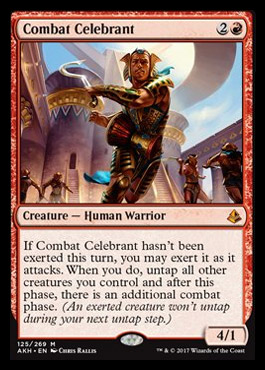 Combat Celebrant 2
Creature — Human Warrior
If Combat Celebrant hasn't been
exerted this turn, you may exert it as it
attacks. When you do, untap all other
creatures you control and after this
phase, there is an additional combat
phase. (An exerted creature won't untap
during your next untap step.)
4/1
125/269 M
AKH • EN Chris Rallis
™ & © 2017 Wizards of the Coast